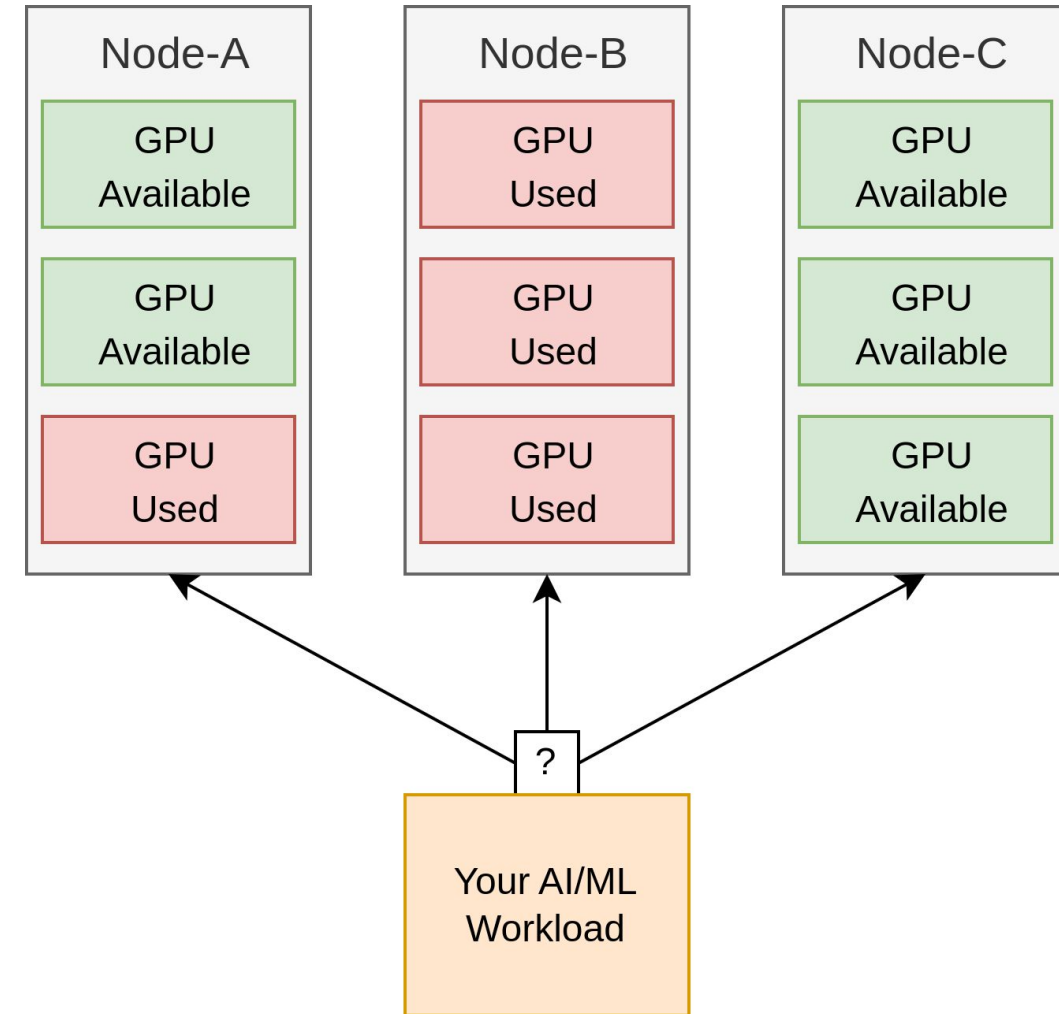 Node-A
GPU
Available
GPU
Available
GPU
Used
Node-B
GPU
Used
GPU
Used
GPU
Used
Node-C
GPU
Available
GPU
Available
GPU
Available
?
Your AI/ML
Workload